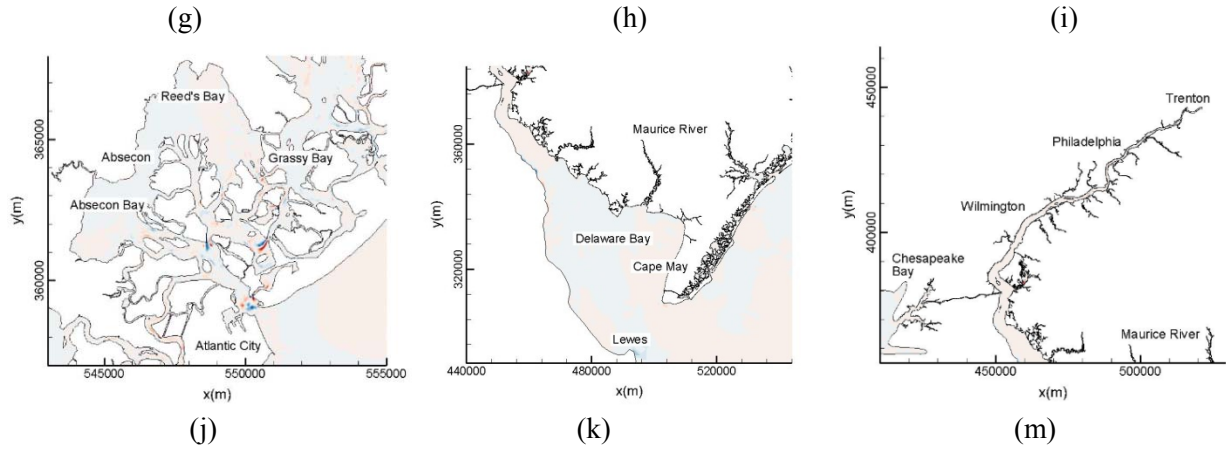 (g) (h) (i)
Reed's Bay
Absecon
Grassy Bay
Absecon Bay
Atlantic City
365000
360000
y(m)
545000 550000 555000
x(m)
Maurice River
Delaware Bay
Cape May
Lewes
360000
320000
y(m)
440000 480000 520000
x(m)
Trenton
Philadelphia
Wilmington
Chesapeake
Bay
Maurice River
450000
400000
y(m)
450000 500000
x(m)
(j) (k) (m)